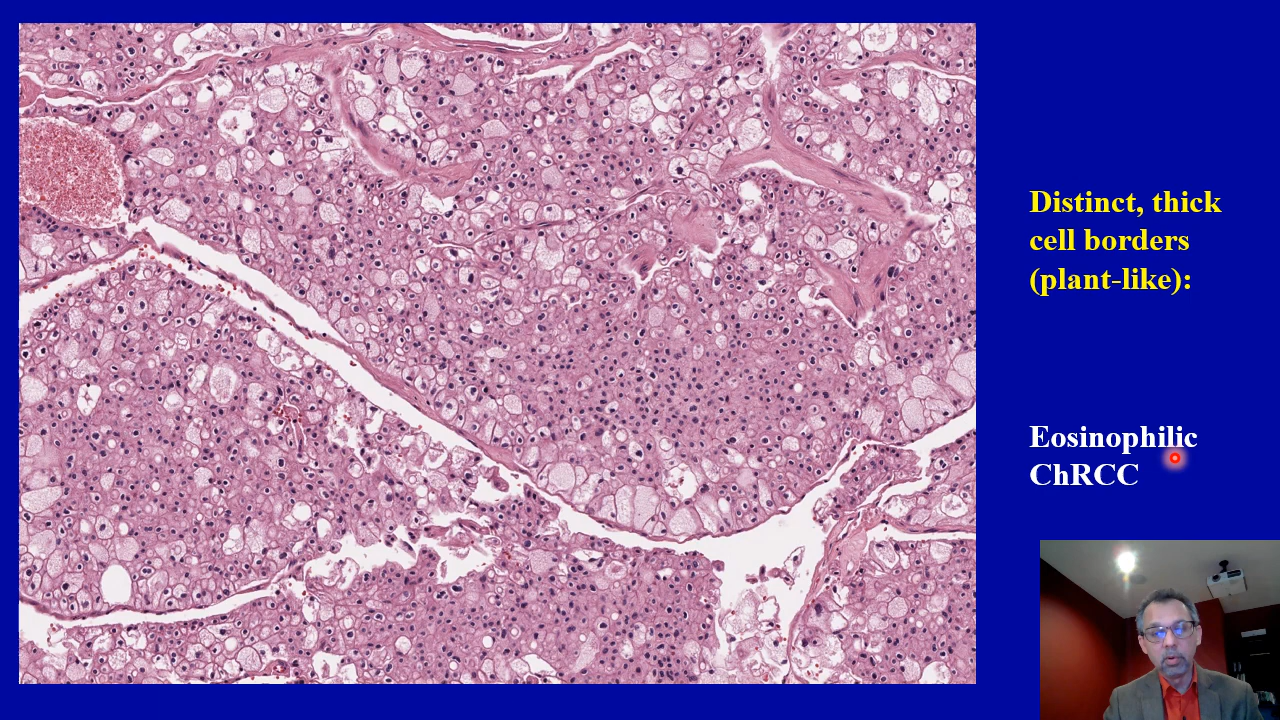 Distinct, thick
cell borders
(plant-like):
Eosinophilic
ChRCC